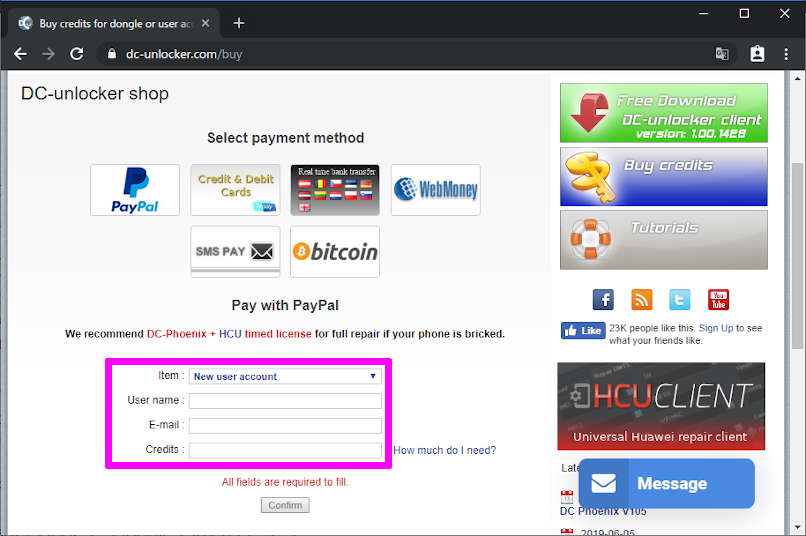 Buy credits for dongle or user acc
dc-unlocker.com/buy
DC-unlocker shop
Select payment method
PayPal
Credit & Debit
Cards
Real time bank transfer
WebMoney
SMS PAY
bitcoin
Pay with PayPal
We recommend DC-Phoenix + HCU timed license for full repair if your phone is bricked.
Item : New user account
User name :
E-mail :
Credits : How much do I need?
All fields are required to fill.
Confirm
Free Download
DC-unlocker client
version: 1.00.1428
Buy credits
Tutorials
You
Tube
Like 23K people like this. Sign Up to see
what your friends like.
HCUCLIENT
Universal Huawei repair client
Late
Message
DC Phoenix V105
2019-06-05